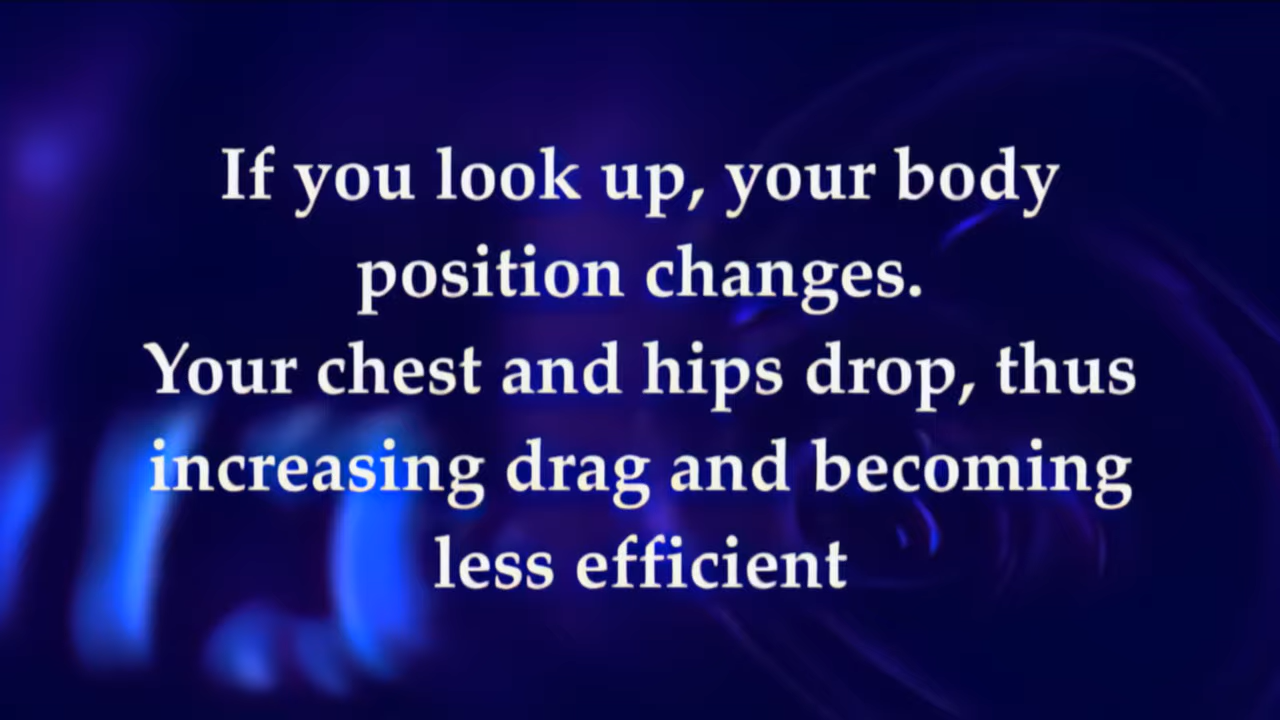 If you look up, your body
position changes.
Your chest and hips drop, thus
increasing drag and becoming
less efficient